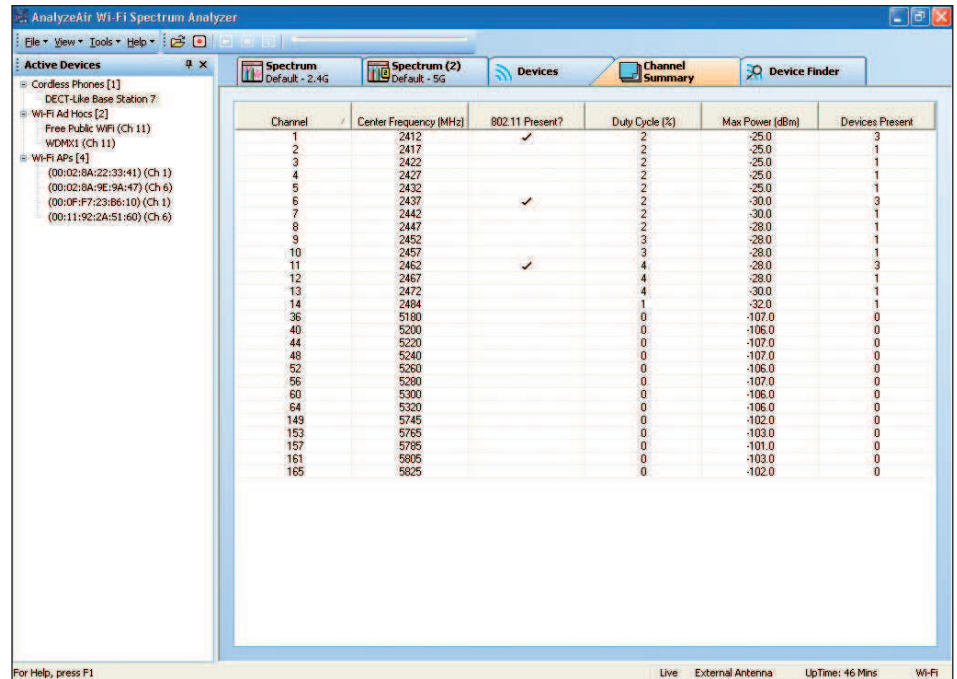 AnalyzeAir Wi-Fi Spectrum Analyzer
File View Tools Help
Active Devices
Cordless Phones [1]
DECT-Like Base Station 7
Wi-Fi Ad Hocs [2]
Free Public WiFi (Ch 11)
WDMX1 (Ch 11)
Wi-Fi APs [4]
(00:02:8A:22:33:41) (Ch 1)
(00:02:8A:9E:9A:47) (Ch 6)
(00:0F:F7:23:B6:10) (Ch 1)
(00:11:92:2A:51:60) (Ch 6)
Spectrum
Default - 2.4G
Spectrum (2)
Default - 5G
Devices
Channel Summary
Device Finder
Channel / Center Frequency (MHz) 802.11 Present? Duty Cycle (%) Max Power (dBm) Devices Present
1 2412 ✓ 2 -25.0 3
2 2417 2 -25.0 1
3 2422 2 -25.0 1
4 2427 2 -25.0 1
5 2432 2 -25.0 1
6 2437 ✓ 2 -30.0 3
7 2442 2 -30.0 1
8 2447 2 -28.0 1
9 2452 3 -28.0 1
10 2457 3 -28.0 1
11 2462 ✓ 4 -28.0 3
12 2467 4 -28.0 1
13 2472 4 -30.0 1
14 2484 1 -32.0 1
36 5180 0 -107.0 0
40 5200 0 -106.0 0
44 5220 0 -107.0 0
48 5240 0 -107.0 0
52 5260 0 -106.0 0
56 5280 0 -107.0 0
60 5300 0 -106.0 0
64 5320 0 -106.0 0
149 5745 0 -102.0 0
153 5765 0 -103.0 0
157 5785 0 -101.0 0
161 5805 0 -103.0 0
165 5825 0 -102.0 0
For Help, press F1
Live External Antenna UpTime: 46 Mins Wi-Fi